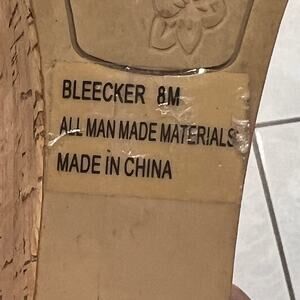 BLEECKER 8M
ALL MAN MADE MATERIALS
MADE IN CHINA